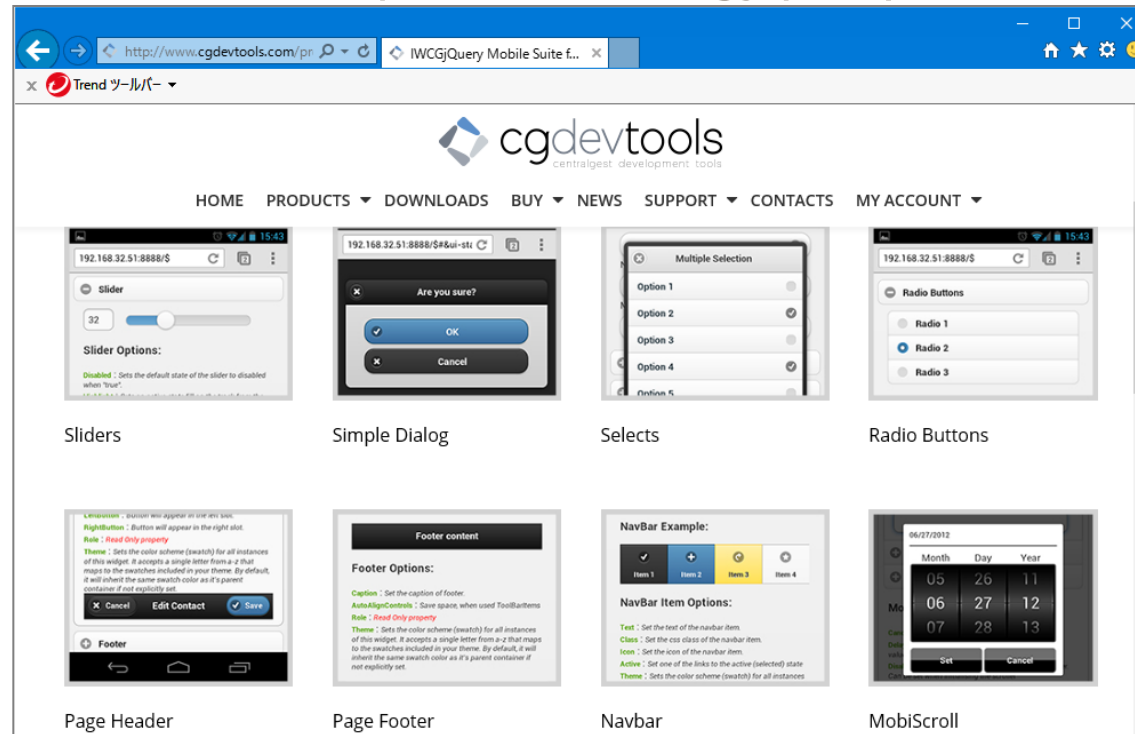 http://www.cgdevtools.com/pr
IWCGjQuery Mobile Suite f...
Trend ツールバー
cgdevtools
centralgest development tools
HOME PRODUCTS DOWNLOADS BUY NEWS SUPPORT CONTACTS MY ACCOUNT
15:43
192.168.32.51:8888/$
Slider
32
Slider Options:
Disabled : Sets the default state of the slider to disabled
when "true".
Sliders
192.168.32.51:8888/$#&ui-sta
Are you sure?
OK
Cancel
Simple Dialog
Multiple Selection
Option 1
Option 2
Option 3
Option 4
Option 5
Selects
15:43
192.168.32.51:8888/$
Radio Buttons
Radio 1
Radio 2
Radio 3
Radio Buttons
LeftButton : Button will appear in the left slot.
RightButton : Button will appear in the right slot.
Role : Read Only property
Theme : Sets the color scheme (swatch) for all instances
of this widget. It accepts a single letter from a-z that
maps to the swatches included in your theme. By default,
it will inherit the same swatch color as it's parent
container if not explicitly set.
Cancel Edit Contact Save
Footer
Page Header
Footer content
Footer Options:
Caption : Set the caption of footer.
AutoAlignControls : Save space, when used ToolBarItems
Role : Read Only property
Theme : Sets the color scheme (swatch) for all instances
of this widget. It accepts a single letter from a-z that maps
to the swatches included in your theme. By default, it will
inherit the same swatch color as it's parent container if
not explicitly set.
Page Footer
NavBar Example:
Item 1 Item 2 Item 3 Item 4
NavBar Item Options:
Text : Set the text of the navbar item.
Class : Set the css class of the navbar item.
Icon : Set the icon of the navbar item.
Active : Set one of the links to the active (selected) state
Theme : Sets the color scheme (swatch) for all instances
Navbar
06/27/2012
Month Day Year
05 26 11
06 27 12
07 28 13
Set Cancel
MobiScroll